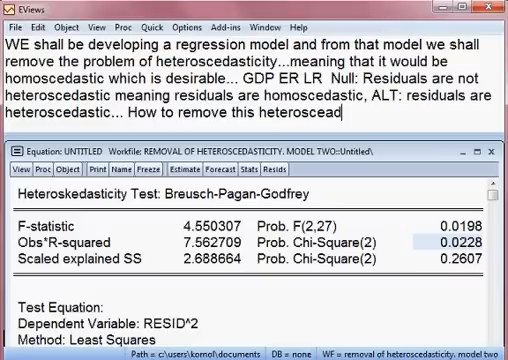 EViews
File Edit Object View Proc Quick Options Add-ins Window Help
WE shall be developing a regression model and from that model we shall
remove the problem of heteroscedasticity...meaning that it would be
homoscedastic which is desirable... GDP ER LR Null: Residuals are not
heteroscedastic meaning residuals are homoscedastic, ALT: residuals are
heteroscedastic... How to remove this heteroscead
Equation: UNTITLED Workfile: REMOVAL OF HETEROSCEDASTICITY. MODEL TWO::Untitled\
View Proc Object Print Name Freeze Estimate Forecast Stats Resids
Heteroskedasticity Test: Breusch-Pagan-Godfrey
F-statistic 4.550307 Prob. F(2,27) 0.0198
Obs*R-squared 7.562709 Prob. Chi-Square(2) 0.0228
Scaled explained SS 2.688664 Prob. Chi-Square(2) 0.2607
Test Equation:
Dependent Variable: RESID^2
Method: Least Squares
Path = c:\users\komol\documents DB = none WF = removal of heteroscedasticity. model two